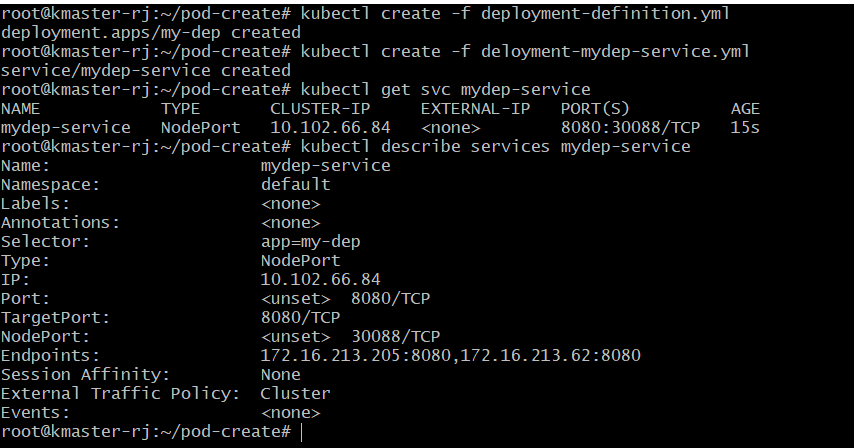 root@kmaster-rj:~/pod-create# kubectl create -f deployment-definition.yml
deployment.apps/my-dep created
root@kmaster-rj:~/pod-create# kubectl create -f deloyment-mydep-service.yml
service/mydep-service created
root@kmaster-rj:~/pod-create# kubectl get svc mydep-service
NAME            TYPE       CLUSTER-IP     EXTERNAL-IP   PORT(S)          AGE
mydep-service   NodePort   10.102.66.84   <none>        8080:30088/TCP   15s
root@kmaster-rj:~/pod-create# kubectl describe services mydep-service
Name:                     mydep-service
Namespace:                default
Labels:                   <none>
Annotations:              <none>
Selector:                 app=my-dep
Type:                     NodePort
IP:                       10.102.66.84
Port:                     <unset>  8080/TCP
TargetPort:               8080/TCP
NodePort:                 <unset>  30088/TCP
Endpoints:                172.16.213.205:8080,172.16.213.62:8080
Session Affinity:         None
External Traffic Policy:  Cluster
Events:                   <none>
root@kmaster-rj:~/pod-create#